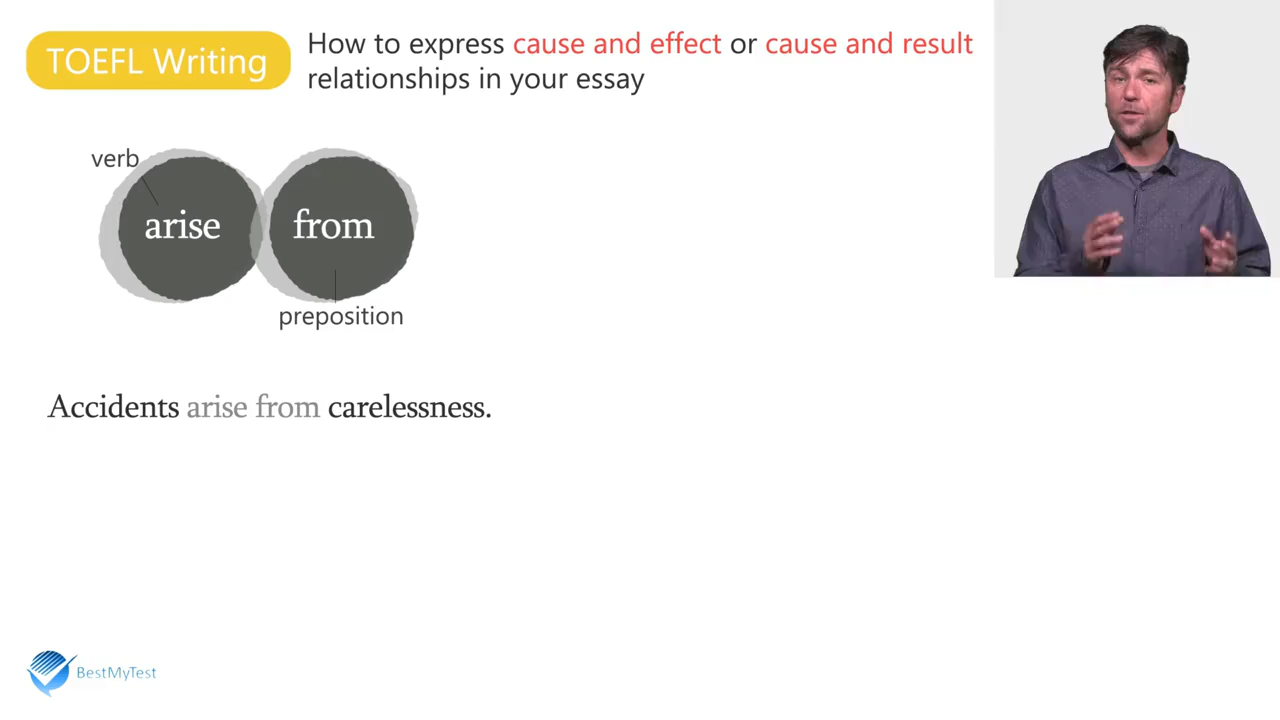 TOEFL Writing
How to express cause and effect or cause and result
relationships in your essay
verb
arise
from
preposition
Accidents arise from carelessness.
BestMyTest